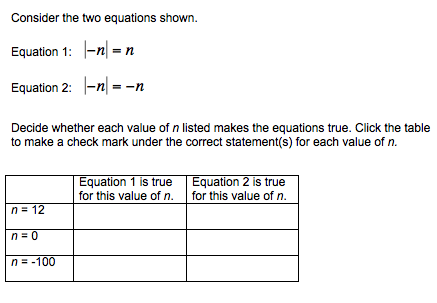 Consider the two equations shown.
Equation 1: |−n| = n
Equation 2: |−n| = −n
Decide whether each value of n listed makes the equations true. Click the table
to make a check mark under the correct statement(s) for each value of n.
Equation 1 is true
for this value of n.
Equation 2 is true
for this value of n.
n = 12
n = 0
n = -100